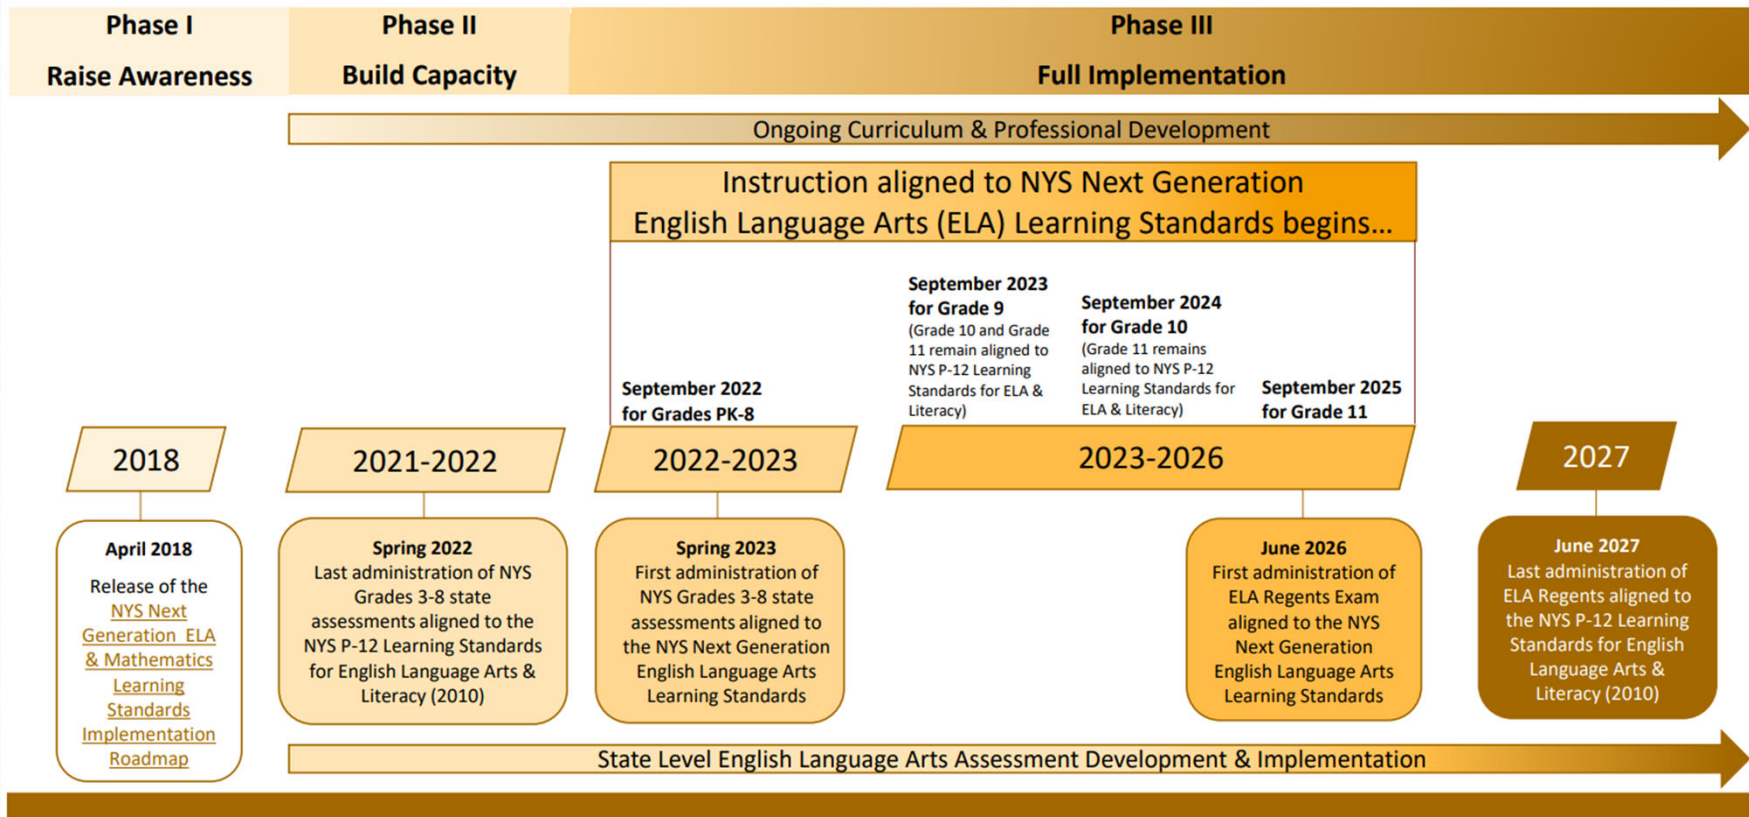 Phase I
Raise Awareness
Phase II
Build Capacity
Phase III
Full Implementation
Ongoing Curriculum & Professional Development
Instruction aligned to NYS Next Generation
English Language Arts (ELA) Learning Standards begins...
September 2022
for Grades PK-8
September 2023
for Grade 9
(Grade 10 and Grade
11 remain aligned to
NYS P-12 Learning
Standards for ELA &
Literacy)
September 2024
for Grade 10
(Grade 11 remains
aligned to NYS P-12
Learning Standards for
ELA & Literacy)
September 2025
for Grade 11
2018
2021-2022
2022-2023
2023-2026
2027
April 2018
Release of the
NYS Next
Generation ELA
& Mathematics
Learning
Standards
Implementation
Roadmap
Spring 2022
Last administration of NYS
Grades 3-8 state
assessments aligned to the
NYS P-12 Learning Standards
for English Language Arts &
Literacy (2010)
Spring 2023
First administration of
NYS Grades 3-8 state
assessments aligned to
the NYS Next Generation
English Language Arts
Learning Standards
June 2026
First administration of
ELA Regents Exam
aligned to the NYS
Next Generation
English Language Arts
Learning Standards
June 2027
Last administration of
ELA Regents aligned to
the NYS P-12 Learning
Standards for English
Language Arts &
Literacy (2010)
State Level English Language Arts Assessment Development & Implementation